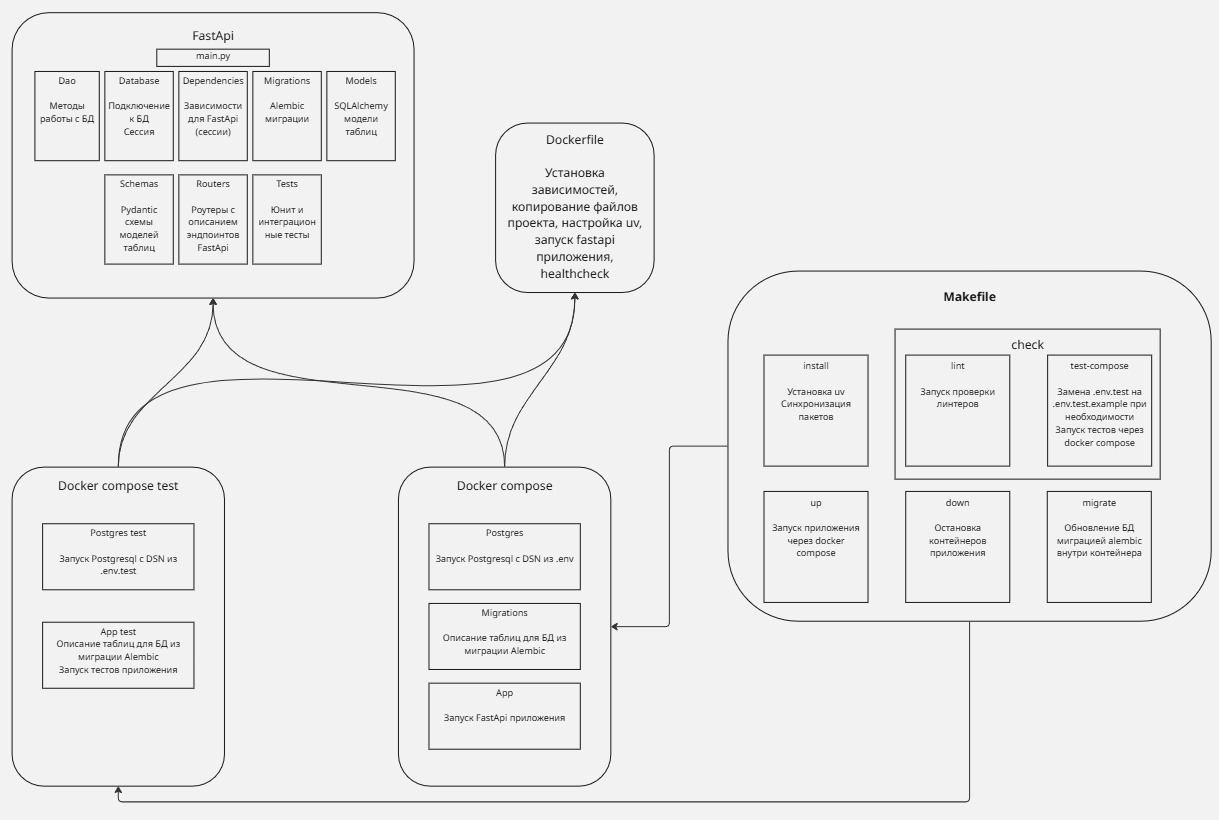 FastApi
main.py
Dao
Методы
работы с БД
Database
Подключение
к БД
Сессия
Dependencies
Зависимости
для FastApi
(сессии)
Migrations
Alembic
миграции
Models
SQLAlchemy
модели
таблиц
Schemas
Pydantic
схемы
моделей
таблиц
Routers
Роутеры с
описанием
эндпоинтов
FastApi
Tests
Юнит и
интеграцион
ные тесты
Dockerfile
Установка
зависимостей,
копирование файлов
проекта, настройка uv,
запуск fastapi
приложения,
healthcheck
Makefile
install
Установка uv
Синхронизация
пакетов
check
lint
Запуск проверки
линтеров
test-compose
Замена .env.test на
.env.test.example при
необходимости
Запуск тестов через
docker compose
up
Запуск приложения
через docker
compose
down
Остановка
контейнеров
приложения
migrate
Обновление БД
миграцией alembic
внутри контейнера
Docker compose test
Postgres test
Запуск Postgresql с DSN из
.env.test
App test
Описание таблиц для БД из
миграции Alembic
Запуск тестов приложения
Docker compose
Postgres
Запуск Postgresql с DSN из .env
Migrations
Описание таблиц для БД из
миграции Alembic
App
Запуск FastApi приложения